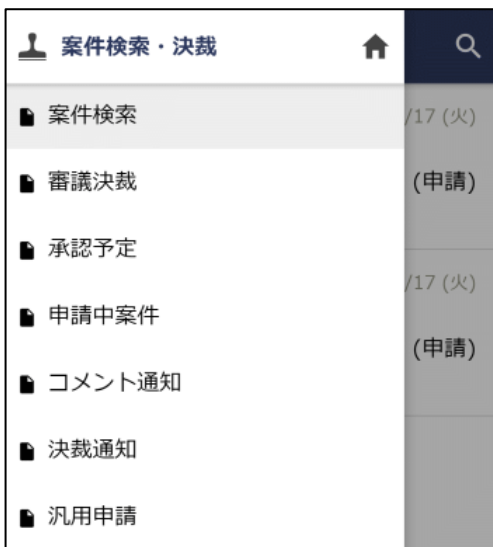 案件検索・決裁
案件検索
/17 (火)
審議決裁
(申請)
承認予定
/17 (火)
申請中案件
(申請)
コメント通知
決裁通知
汎用申請